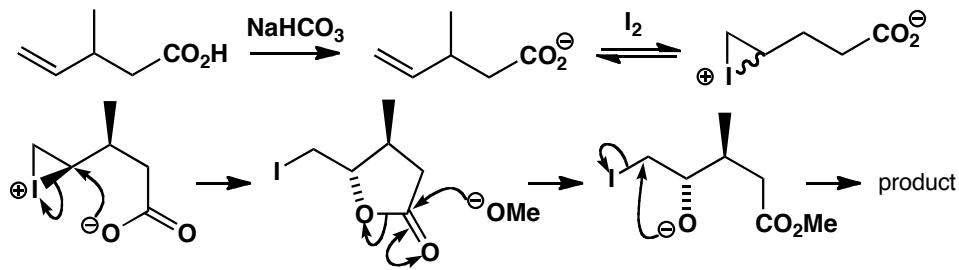 NaHCO₃ I₂
CO₂H CO₂⊖ CO₂⊖
⊕ I
⊕ I ⊖ O O I O O ⊖OMe I ⊖ O CO₂Me product